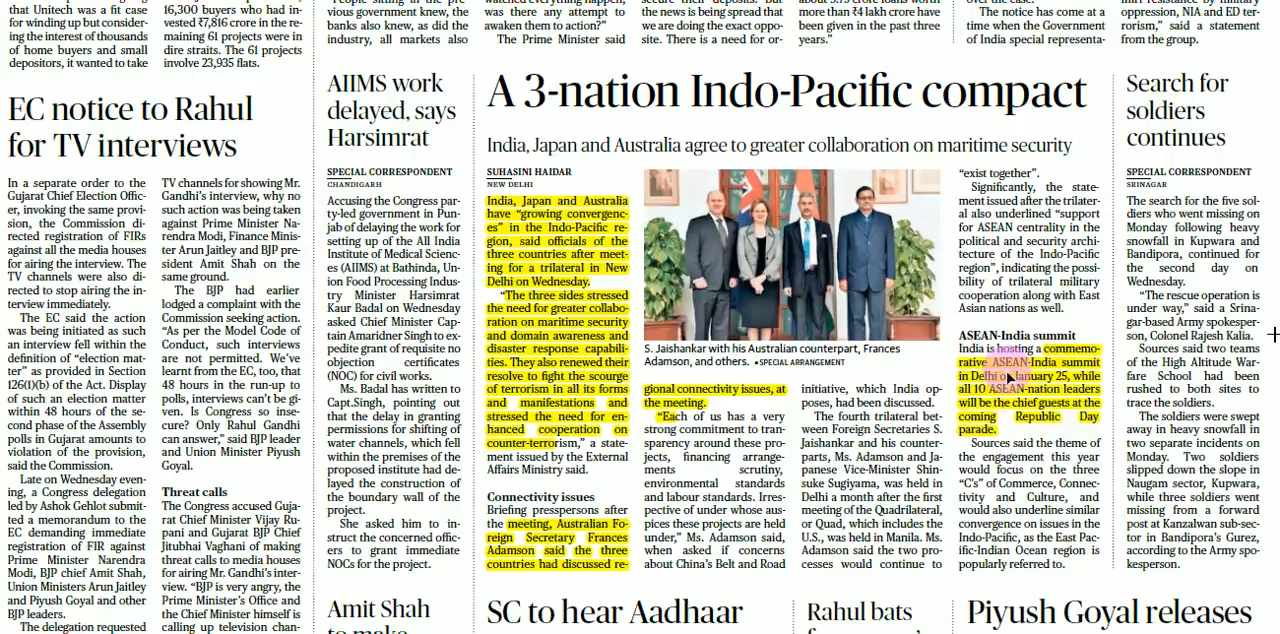 that Unitech was a fit case
for winding up but consider-
ing the interest of thousands
of home buyers and small
depositors, it wanted to take
16,300 buyers who had in-
vested ₹7,816 crore in the re-
maining 61 projects were in
dire straits. The 61 projects
involve 23,935 flats.
EC notice to Rahul
for TV interviews
In a separate order to the
Gujarat Chief Election Offic-
er, invoking the same provi-
sion, the Commission di-
rected registration of FIRs
against all the media houses
for airing the interview. The
TV channels were also di-
rected to stop airing the in-
terview immediately.
The EC said the action
was being initiated as such
an interview fell within the
definition of “election mat-
ter” as provided in Section
126(1)(b) of the Act. Display
of such an election matter
within 48 hours of the se-
cond phase of the Assembly
polls in Gujarat amounts to
violation of the provision,
said the Commission.
Late on Wednesday even-
ing, a Congress delegation
led by Ashok Gehlot submit-
ted a memorandum to the
EC demanding immediate
registration of FIR against
Prime Minister Narendra
Modi, BJP chief Amit Shah,
Union Ministers Arun Jaitley
and Piyush Goyal and other
BJP leaders.
The delegation requested
TV channels for showing Mr.
Gandhi’s interview, why no
such action was being taken
against Prime Minister Na-
rendra Modi, Finance Minis-
ter Arun Jaitley and BJP pre-
sident Amit Shah on the
same ground.
The BJP had earlier
lodged a complaint with the
Commission seeking action.
“As per the Model Code of
Conduct, such interviews
are not permitted. We’ve
learnt from the EC, too, that
48 hours in the run-up to
polls, interviews can’t be gi-
ven. Is Congress so inse-
cure? Only Rahul Gandhi
can answer,” said BJP leader
and Union Minister Piyush
Goyal.
Threat calls
The Congress accused Guja-
rat Chief Minister Vijay Ru-
pani and Gujarat BJP Chief
Jitubhai Vaghani of making
threat calls to media houses
for airing Mr. Gandhi’s inter-
view. “BJP is very angry, the
Prime Minister’s Office and
the Chief Minister himself is
calling up television chan-
vious government knew, the
banks also knew, as did the
industry, all markets also
was there any attempt to
awaken them to action?”
The Prime Minister said
the news is being spread that
we are doing the exact oppo-
site. There is a need for or-
more than ₹4 lakh crore have
been given in the past three
years.”
The notice has come at a
time when the Government
of India special representa-
oppression, NIA and ED ter-
rorism,” said a statement
from the group.
AIIMS work
delayed, says
Harsimrat
SPECIAL CORRESPONDENT
CHANDIGARH
Accusing the Congress par-
ty-led government in Pun-
jab of delaying the work for
setting up of the All India
Institute of Medical Scienc-
es (AIIMS) at Bathinda, Un-
ion Food Processing Indus-
try Minister Harsimrat
Kaur Badal on Wednesday
asked Chief Minister Cap-
tain Amaridner Singh to ex-
pedite grant of requisite no
objection certificates
(NOC) for civil works.
Ms. Badal has written to
Capt.Singh, pointing out
that the delay in granting
permissions for shifting of
water channels, which fell
within the premises of the
proposed institute had de-
layed the construction of
the boundary wall of the
project.
She asked him to in-
struct the concerned offic-
ers to grant immediate
NOCs for the project.
Amit Shah
to make
A 3-nation Indo-Pacific compact
India, Japan and Australia agree to greater collaboration on maritime security
SUHASINI HAIDAR
NEW DELHI
India, Japan and Australia
have “growing convergenc-
es” in the Indo-Pacific re-
gion, said officials of the
three countries after meet-
ing for a trilateral in New
Delhi on Wednesday.
“The three sides stressed
the need for greater collabo-
ration on maritime security
and domain awareness and
disaster response capabili-
ties. They also renewed their
resolve to fight the scourge
of terrorism in all its forms
and manifestations and
stressed the need for en-
hanced cooperation on
counter-terrorism,” a state-
ment issued by the External
Affairs Ministry said.
Connectivity issues
Briefing presspersons after
the meeting, Australian Fo-
reign Secretary Frances
Adamson said the three
countries had discussed re-
S. Jaishankar with his Australian counterpart, Frances
Adamson, and others. •SPECIAL ARRANGEMENT
gional connectivity issues, at
the meeting.
“Each of us has a very
strong commitment to tran-
sparency around these pro-
jects, financing arrange-
ments scrutiny,
environmental standards
and labour standards. Irres-
pective of under whose aus-
pices these projects are held
under,” Ms. Adamson said,
when asked if concerns
about China’s Belt and Road
initiative, which India op-
poses, had been discussed.
The fourth trilateral bet-
ween Foreign Secretaries S.
Jaishankar and his counter-
parts, Ms. Adamson and Ja-
panese Vice-Minister Shin-
suke Sugiyama, was held in
Delhi a month after the first
meeting of the Quadrilateral,
or Quad, which includes the
U.S., was held in Manila. Ms.
Adamson said the two pro-
cesses would continue to
“exist together”.
Significantly, the state-
ment issued after the trilater-
al also underlined “support
for ASEAN centrality in the
political and security archi-
tecture of the Indo-Pacific
region”, indicating the possi-
bility of trilateral military
cooperation along with East
Asian nations as well.
ASEAN-India summit
India is hosting a commemo-
rative ASEAN-India summit
in Delhi on January 25, while
all 10 ASEAN-nation leaders
will be the chief guests at the
coming Republic Day
parade.
Sources said the theme of
the engagement this year
would focus on the three
“C’s” of Commerce, Connec-
tivity and Culture, and
would also underline similar
convergence on issues in the
Indo-Pacific, as the East Pac-
ific-Indian Ocean region is
popularly referred to.
Search for
soldiers
continues
SPECIAL CORRESPONDENT
SRINAGAR
The search for the five sol-
diers who went missing on
Monday following heavy
snowfall in Kupwara and
Bandipora, continued for
the second day on
Wednesday.
“The rescue operation is
under way,” said a Srina-
gar-based Army spokesper-
son, Colonel Rajesh Kalia.
Sources said two teams
of the High Altitude War-
fare School had been
rushed to both sites to
trace the soldiers.
The soldiers were swept
away in heavy snowfall in
two separate incidents on
Monday. Two soldiers
slipped down the slope in
Naugam sector, Kupwara,
while three soldiers went
missing from a forward
post at Kanzalwan sub-sec-
tor in Bandipora’s Gurez,
according to the Army spo-
kesperson.
SC to hear Aadhaar
Rahul bats
Piyush Goyal releases